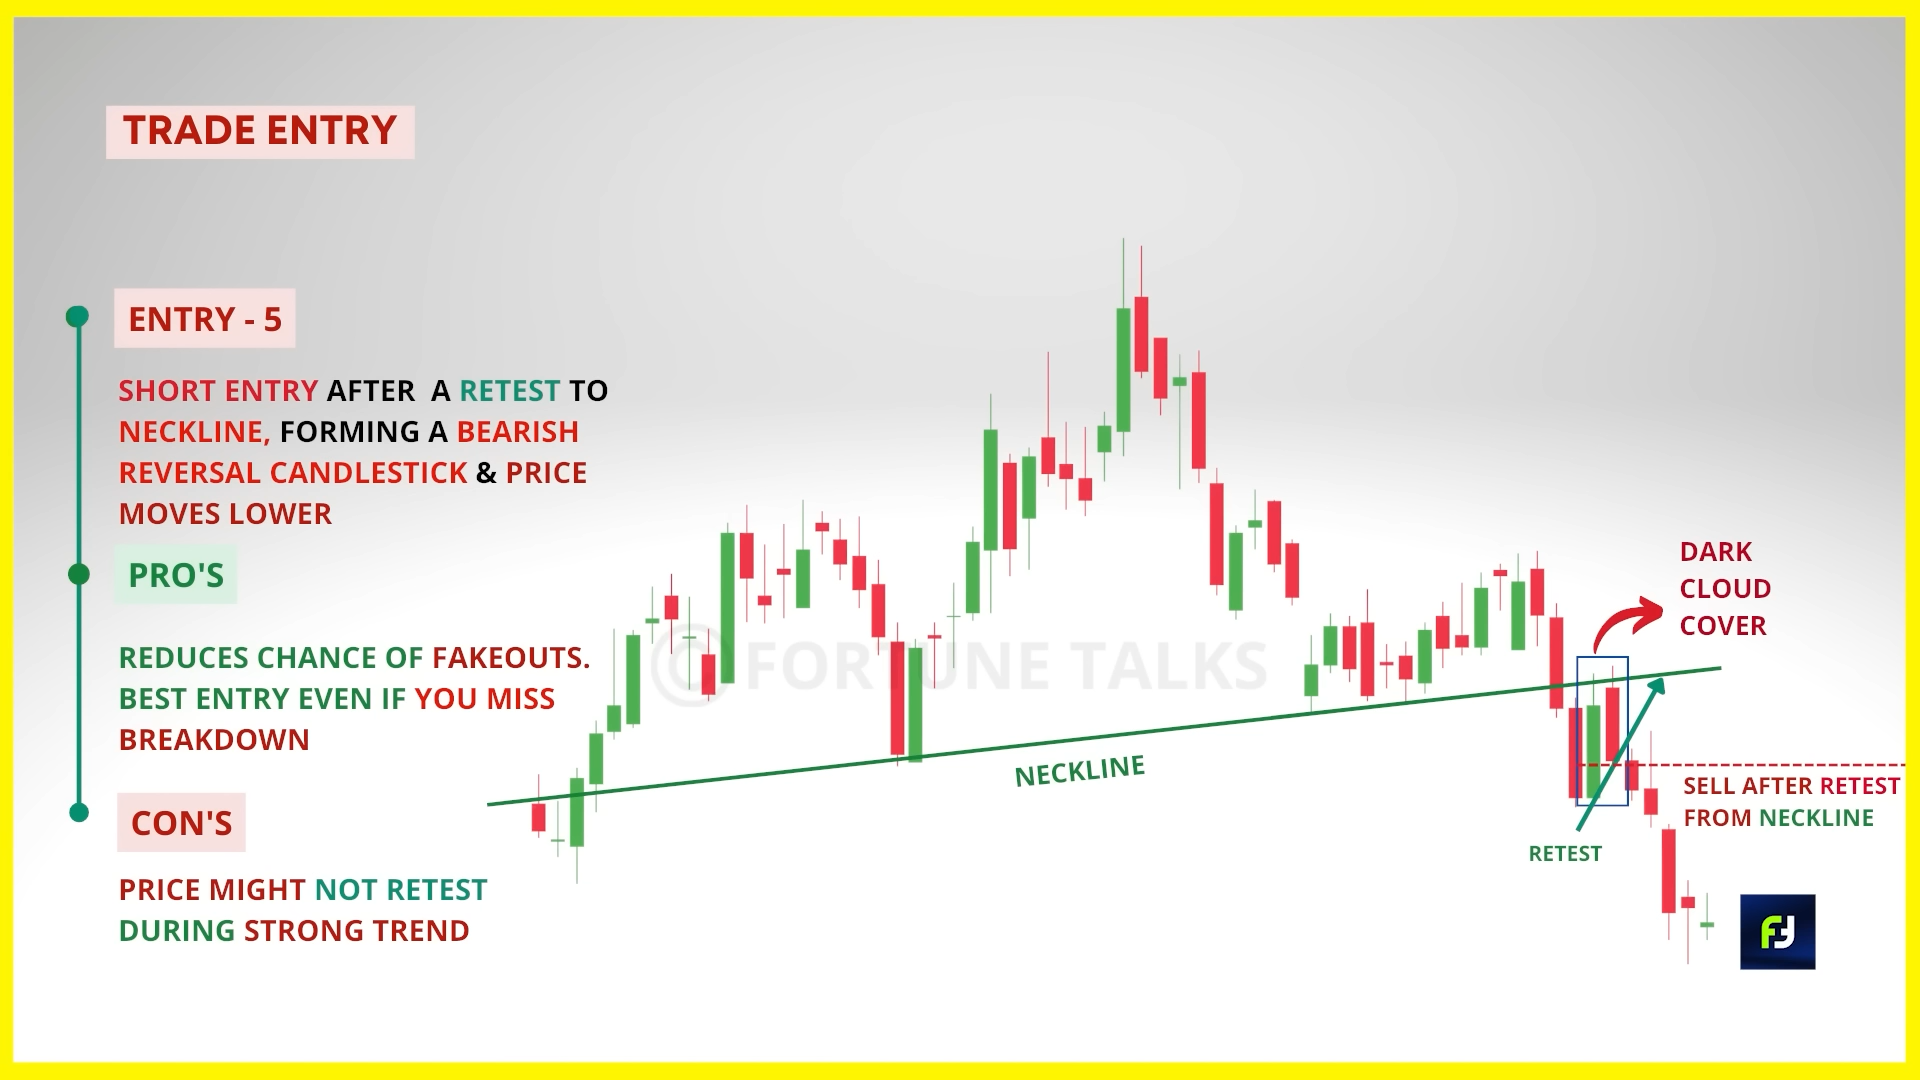 TRADE ENTRY
ENTRY - 5
SHORT ENTRY AFTER A RETEST TO
NECKLINE, FORMING A BEARISH
REVERSAL CANDLESTICK & PRICE
MOVES LOWER
PRO'S
REDUCES CHANCE OF FAKEOUTS.
BEST ENTRY EVEN IF YOU MISS
BREAKDOWN
CON'S
PRICE MIGHT NOT RETEST
DURING STRONG TREND
© FORTUNE TALKS
NECKLINE
DARK
CLOUD
COVER
SELL AFTER RETEST
FROM NECKLINE
RETEST